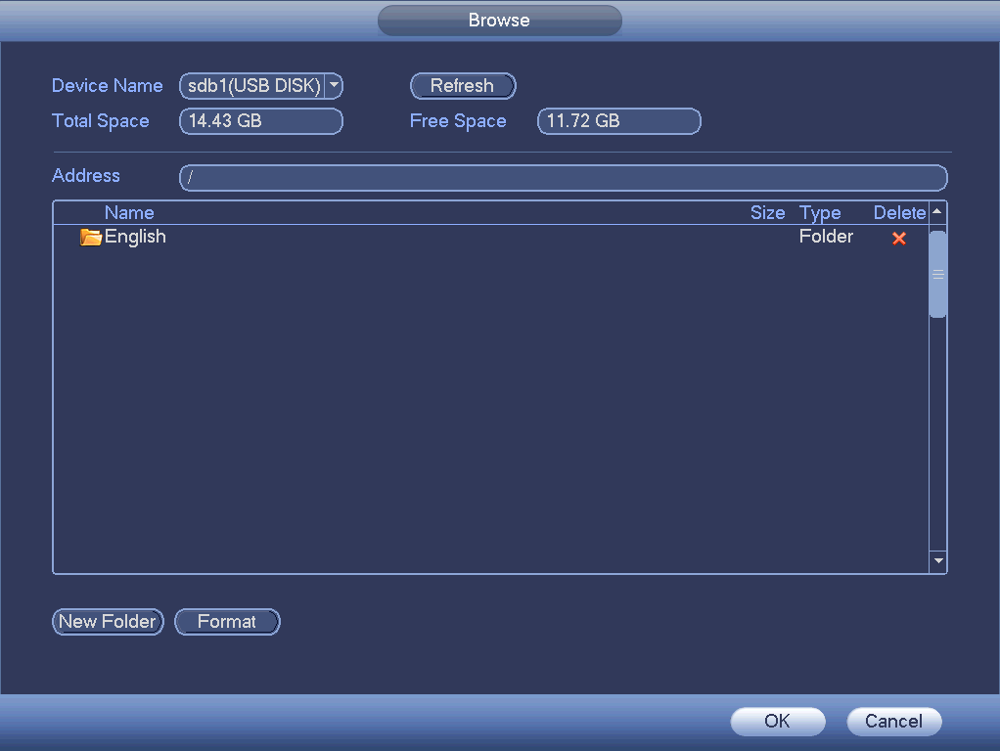 Browse
Device Name sdb1(USB DISK) Refresh
Total Space 14.43 GB Free Space 11.72 GB
Address /
Name Size Type Delete
English Folder
New Folder Format
OK Cancel